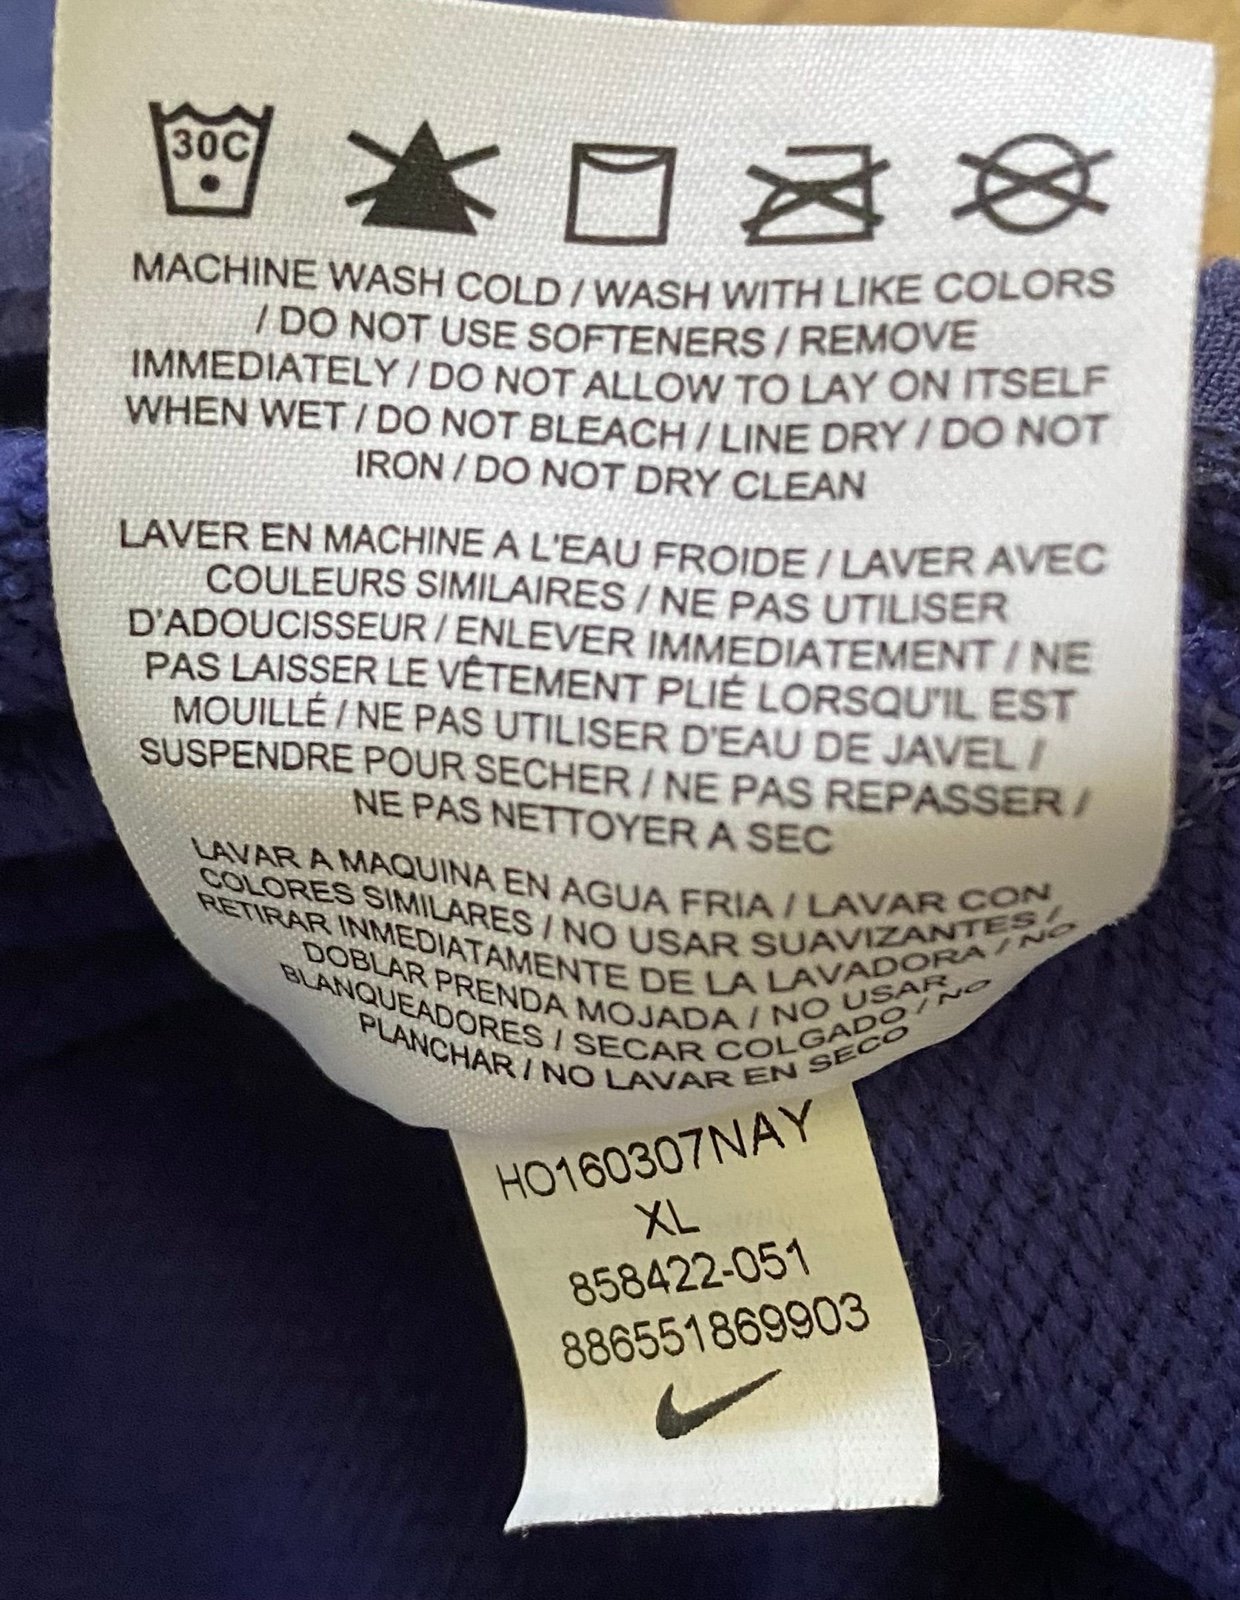 30C
MACHINE WASH COLD / WASH WITH LIKE COLORS
/ DO NOT USE SOFTENERS / REMOVE
IMMEDIATELY / DO NOT ALLOW TO LAY ON ITSELF
WHEN WET / DO NOT BLEACH / LINE DRY / DO NOT
IRON / DO NOT DRY CLEAN
LAVER EN MACHINE A L'EAU FROIDE / LAVER AVEC
COULEURS SIMILAIRES / NE PAS UTILISER
D'ADOUCISSEUR / ENLEVER IMMEDIATEMENT / NE
PAS LAISSER LE VÊTEMENT PLIÉ LORSQU'IL EST
MOUILLÉ / NE PAS UTILISER D'EAU DE JAVEL /
SUSPENDRE POUR SECHER / NE PAS REPASSER /
NE PAS NETTOYER A SEC
LAVAR A MAQUINA EN AGUA FRIA / LAVAR CON
COLORES SIMILARES / NO USAR SUAVIZANTES /
RETIRAR INMEDIATAMENTE DE LA LAVADORA / NO
DOBLAR PRENDA MOJADA / NO USAR
BLANQUEADORES / SECAR COLGADO / NO
PLANCHAR / NO LAVAR EN SECO
HO160307NAY
XL
858422-051
886551869903